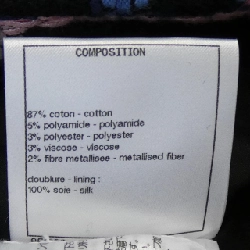 COMPOSITION
87% coton - cotton
5% polyamide - polyamide
3% polyester - polyester
3% viscose - viscose
2% fibre metallisee - metallised fiber
doublure - lining :
100% soie - silk